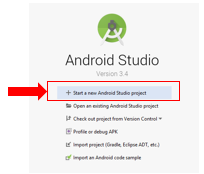 Android Studio
Version 3.4
Start a new Android Studio project
Open an existing Android Studio project
Check out project from Version Control
Profile or debug APK
Import project (Gradle, Eclipse ADT, etc.)
Import an Android code sample